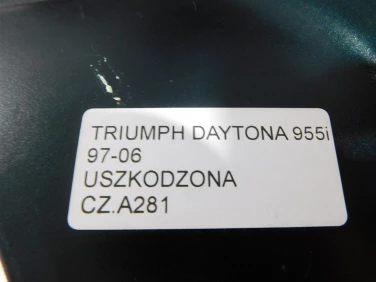 TRIUMPH DAYTONA 955i
97-06
USZKODZONA
CZ.A281